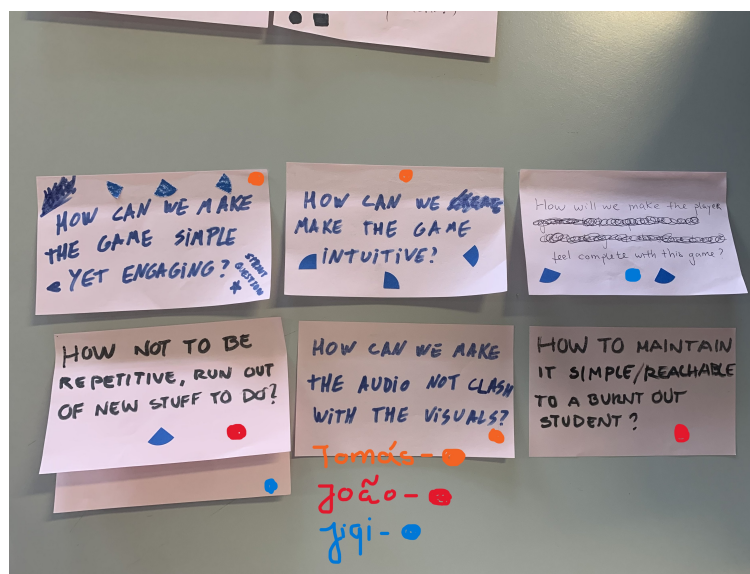 HOW CAN WE MAKE
THE GAME SIMPLE
YET ENGAGING?
SPRINT
QUESTION
HOW CAN WE
MAKE THE GAME
INTUITIVE?
How will we make the player
feel complete with this game?
HOW NOT TO BE
REPETITIVE, RUN OUT
OF NEW STUFF TO DO?
HOW CAN WE MAKE
THE AUDIO NOT CLASH
WITH THE VISUALS?
HOW TO MAINTAIN
IT SIMPLE/REACHABLE
TO A BURNT OUT
STUDENT?
Tomás -
João -
Jiqi -